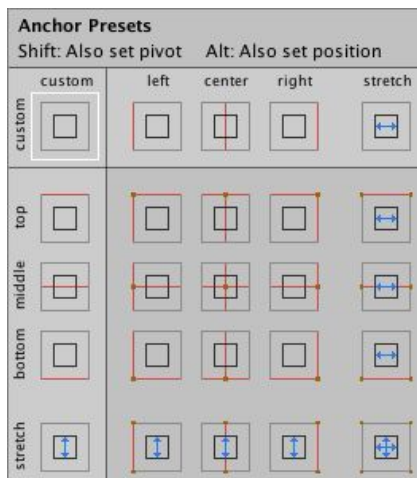 Anchor Presets
Shift: Also set pivot Alt: Also set position
custom left center right stretch
custom
top
middle
bottom
stretch